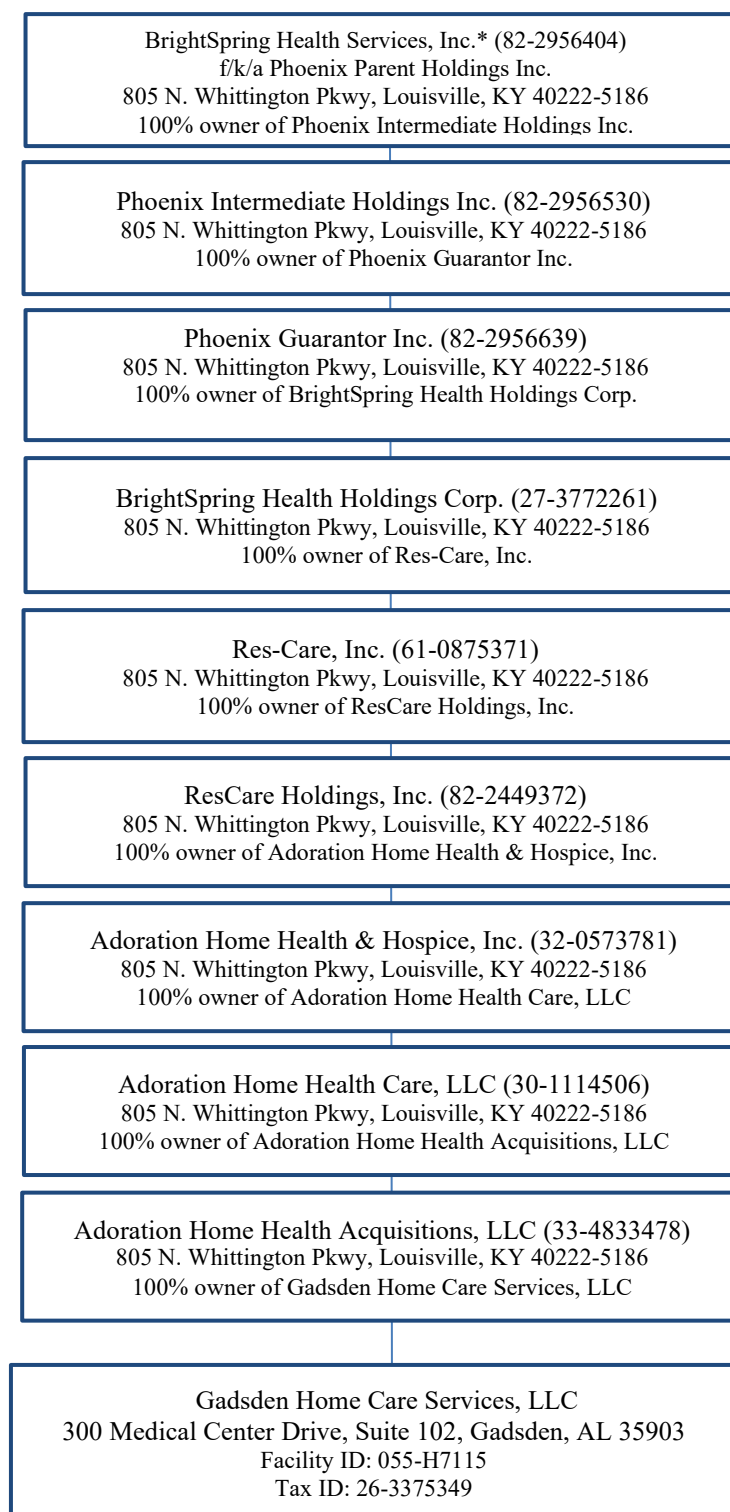 BrightSpring Health Services, Inc.* (82-2956404)
f/k/a Phoenix Parent Holdings Inc.
805 N. Whittington Pkwy, Louisville, KY 40222-5186
100% owner of Phoenix Intermediate Holdings Inc.
Phoenix Intermediate Holdings Inc. (82-2956530)
805 N. Whittington Pkwy, Louisville, KY 40222-5186
100% owner of Phoenix Guarantor Inc.
Phoenix Guarantor Inc. (82-2956639)
805 N. Whittington Pkwy, Louisville, KY 40222-5186
100% owner of BrightSpring Health Holdings Corp.
BrightSpring Health Holdings Corp. (27-3772261)
805 N. Whittington Pkwy, Louisville, KY 40222-5186
100% owner of Res-Care, Inc.
Res-Care, Inc. (61-0875371)
805 N. Whittington Pkwy, Louisville, KY 40222-5186
100% owner of ResCare Holdings, Inc.
ResCare Holdings, Inc. (82-2449372)
805 N. Whittington Pkwy, Louisville, KY 40222-5186
100% owner of Adoration Home Health & Hospice, Inc.
Adoration Home Health & Hospice, Inc. (32-0573781)
805 N. Whittington Pkwy, Louisville, KY 40222-5186
100% owner of Adoration Home Health Care, LLC
Adoration Home Health Care, LLC (30-1114506)
805 N. Whittington Pkwy, Louisville, KY 40222-5186
100% owner of Adoration Home Health Acquisitions, LLC
Adoration Home Health Acquisitions, LLC (33-4833478)
805 N. Whittington Pkwy, Louisville, KY 40222-5186
100% owner of Gadsden Home Care Services, LLC
Gadsden Home Care Services, LLC
300 Medical Center Drive, Suite 102, Gadsden, AL 35903
Facility ID: 055-H7115
Tax ID: 26-3375349